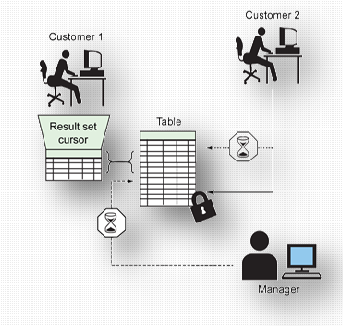 Customer 1
Customer 2
Result set
cursor
Table
Manager